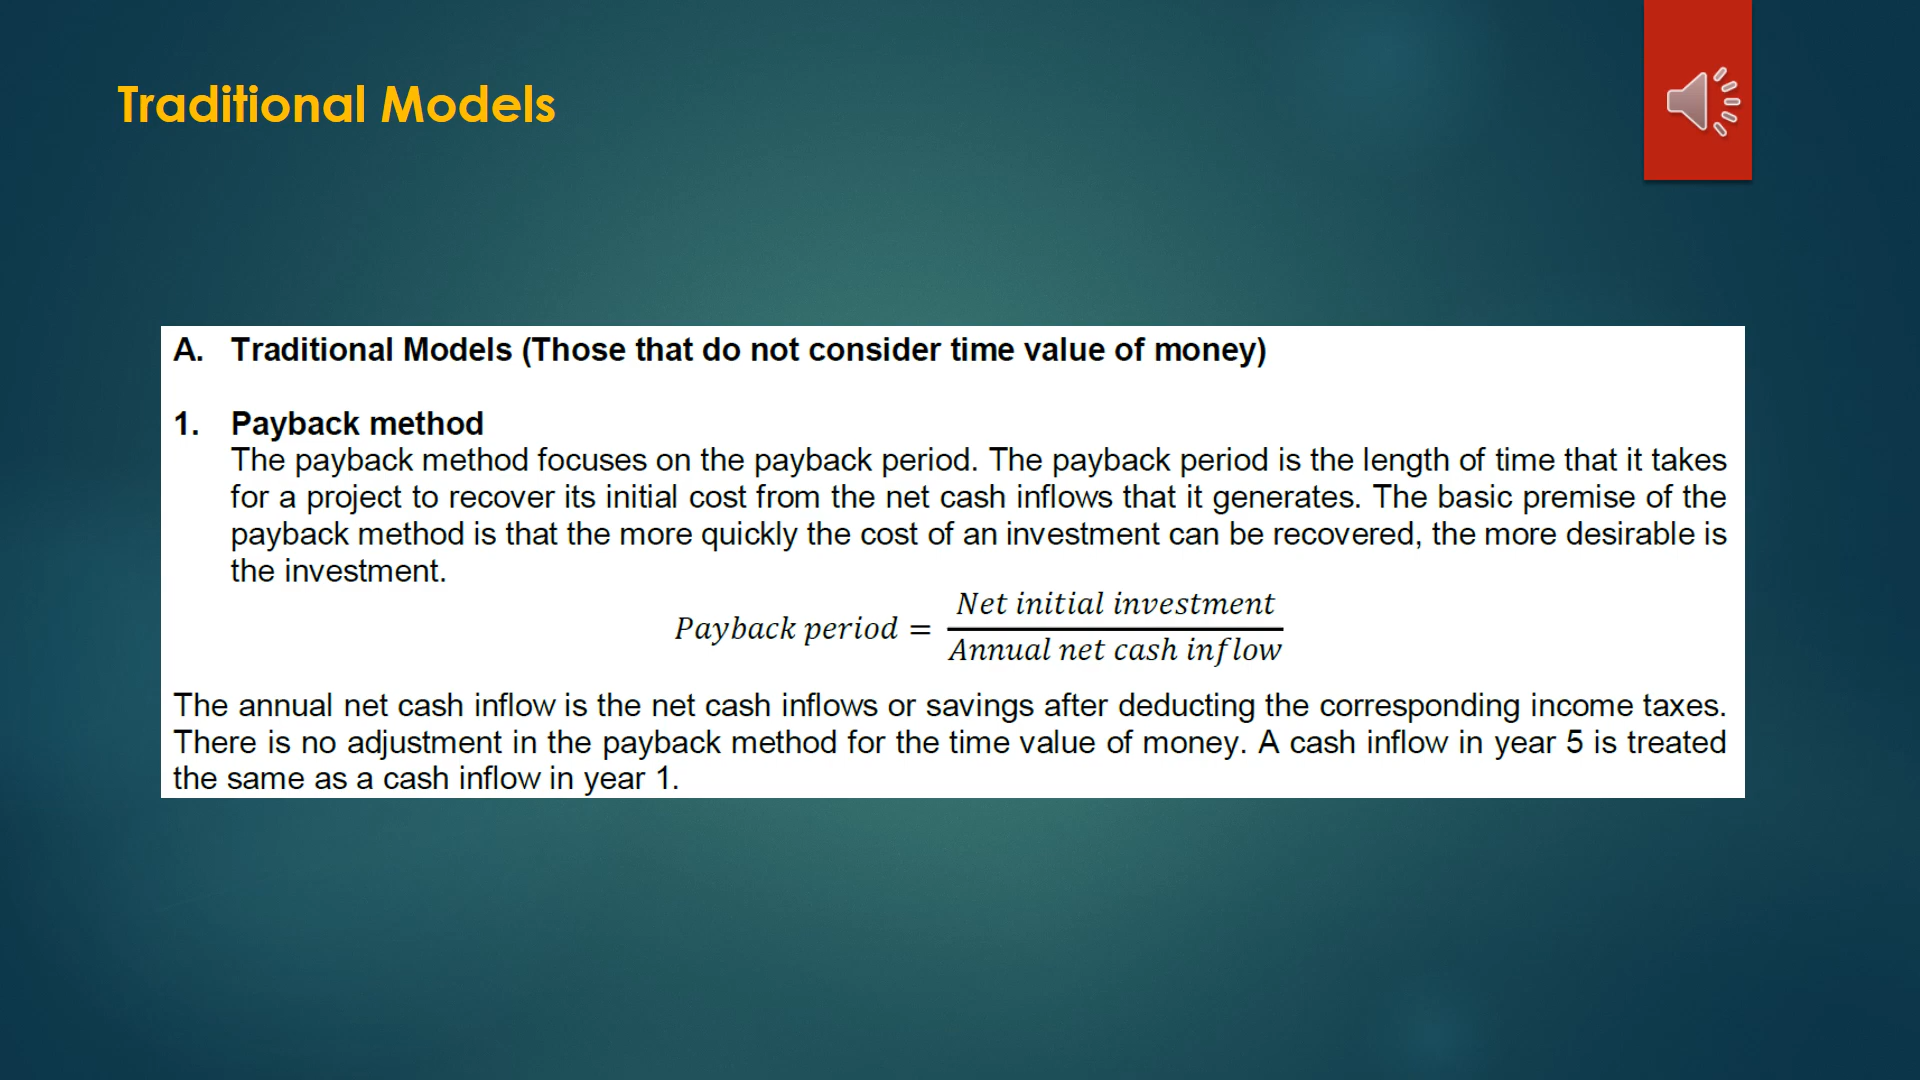 Traditional Models
A. Traditional Models (Those that do not consider time value of money)
1. Payback method
The payback method focuses on the payback period. The payback period is the length of time that it takes
for a project to recover its initial cost from the net cash inflows that it generates. The basic premise of the
payback method is that the more quickly the cost of an investment can be recovered, the more desirable is
the investment.
Payback period = Net initial investment / Annual net cash inflow
The annual net cash inflow is the net cash inflows or savings after deducting the corresponding income taxes.
There is no adjustment in the payback method for the time value of money. A cash inflow in year 5 is treated
the same as a cash inflow in year 1.